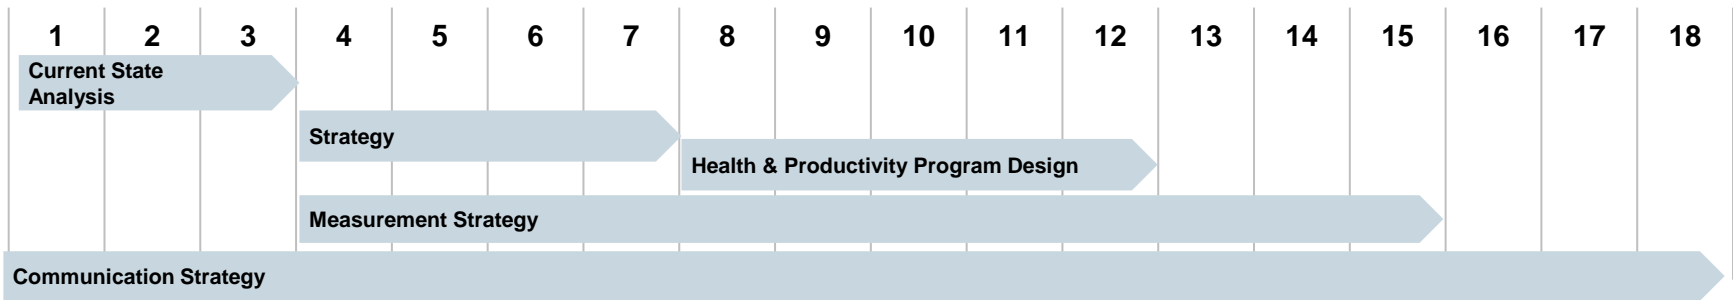 1 2 3 4 5 6 7 8 9 10 11 12 13 14 15 16 17 18
Current State
Analysis
Strategy
Health & Productivity Program Design
Measurement Strategy
Communication Strategy